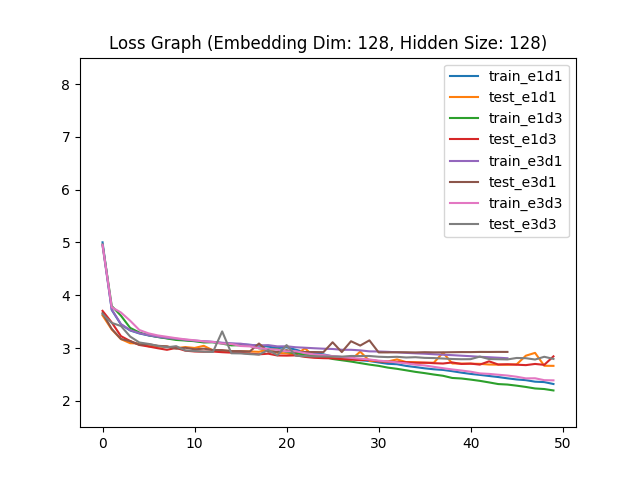 Loss Graph (Embedding Dim: 128, Hidden Size: 128)
8
7
6
5
4
3
2
train_e1d1
test_e1d1
train_e1d3
test_e1d3
train_e3d1
test_e3d1
train_e3d3
test_e3d3
0 10 20 30 40 50